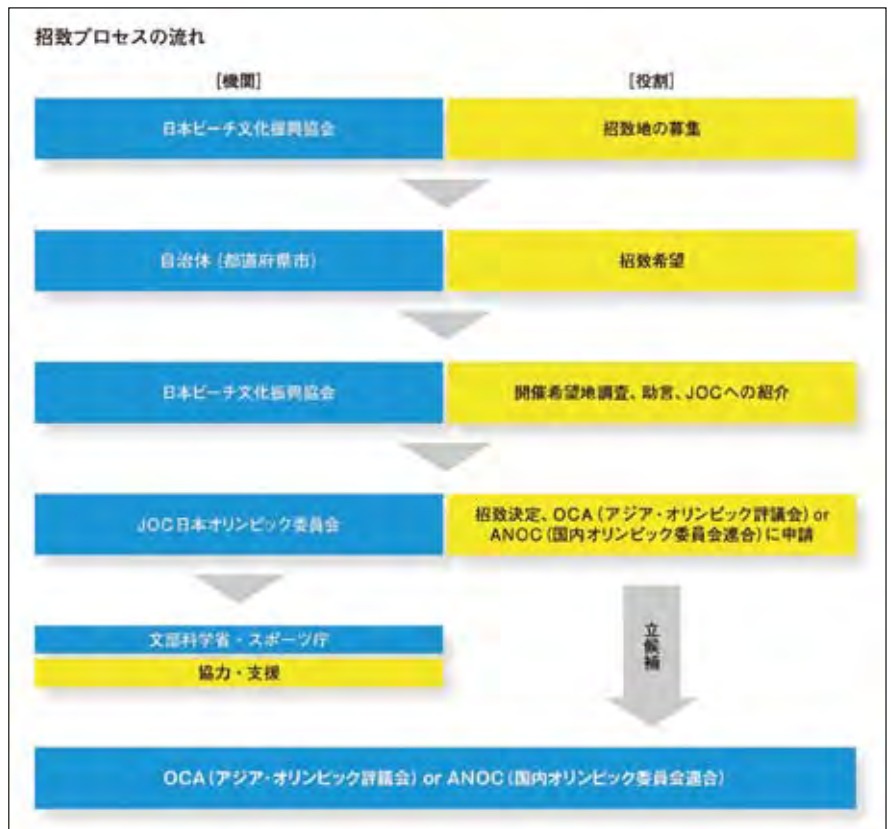 招致プロセスの流れ
[機関] [役割]
日本ビーチ文化振興協会 招致地の募集
自治体(都道府県市) 招致希望
日本ビーチ文化振興協会 開催希望地調査、助言、JOCへの紹介
JOC日本オリンピック委員会 招致決定、OCA(アジア・オリンピック評議会)or
ANOC(国内オリンピック委員会連合)に申請
文部科学省・スポーツ庁
協力・支援
立候補
OCA(アジア・オリンピック評議会)or ANOC(国内オリンピック委員会連合)